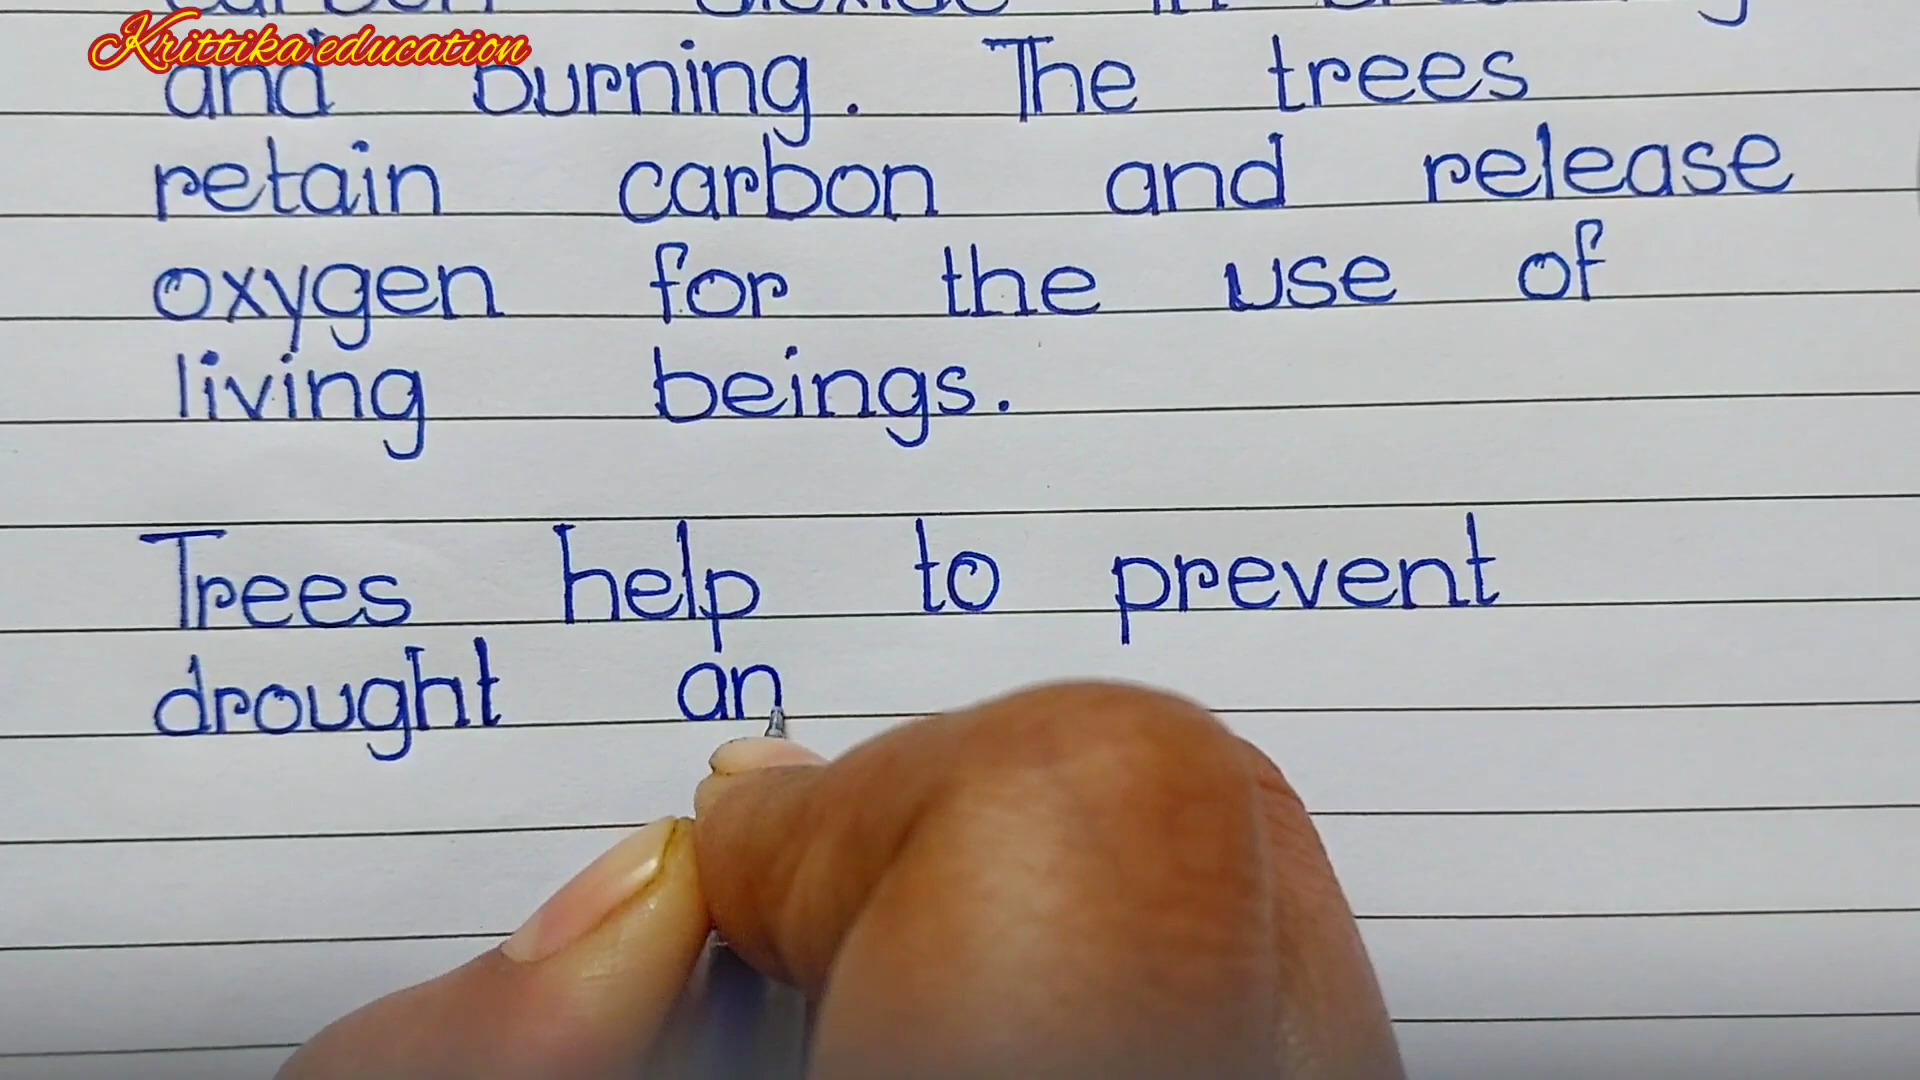 Krittika education
and burning. The trees
retain carbon and release
oxygen for the use of
living beings.
Trees help to prevent
drought an